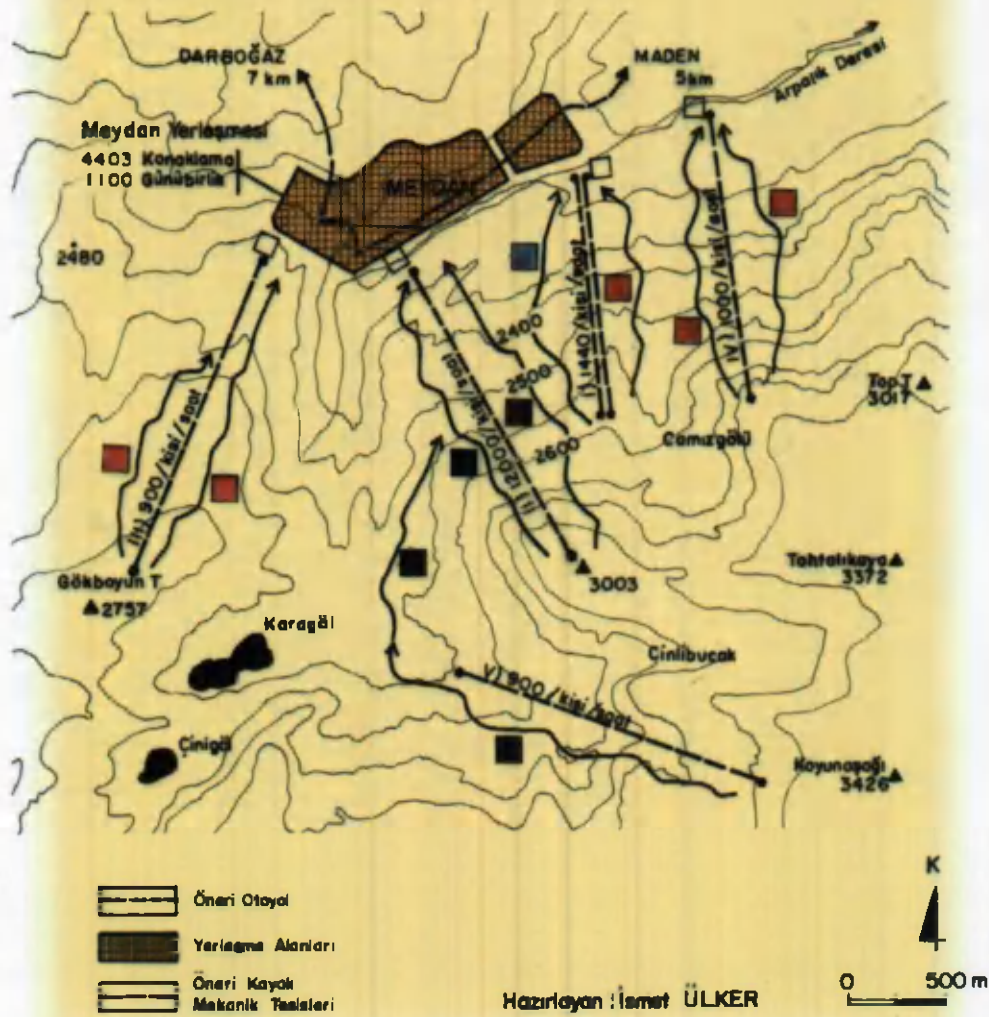 DARBOĞAZ
7 km
MADEN
5km
Arpalık Deresi
Meydan Yerleşmesi
4403 Konaklama
1100 Günübirlik
MEYDAN
2480
2400
2500
2600
I) 1440/kişi/saat
IV) 1000/kişi/saat
III) 900/kişi/saat
/kişi/saat
Top T
3017
Camızgölü
Gökboyun T
2757
3003
Tahtalıkaya
3372
Karagöl
Cinlibucak
V) 900/kişi/saat
Çinigöl
Koyunaşağı
3426
K
Öneri Otoyol
Yerleşme Alanları
Öneri Kayak
Mekanik Tesisleri
Hazırlayan : İsmet ÜLKER
0 500 m